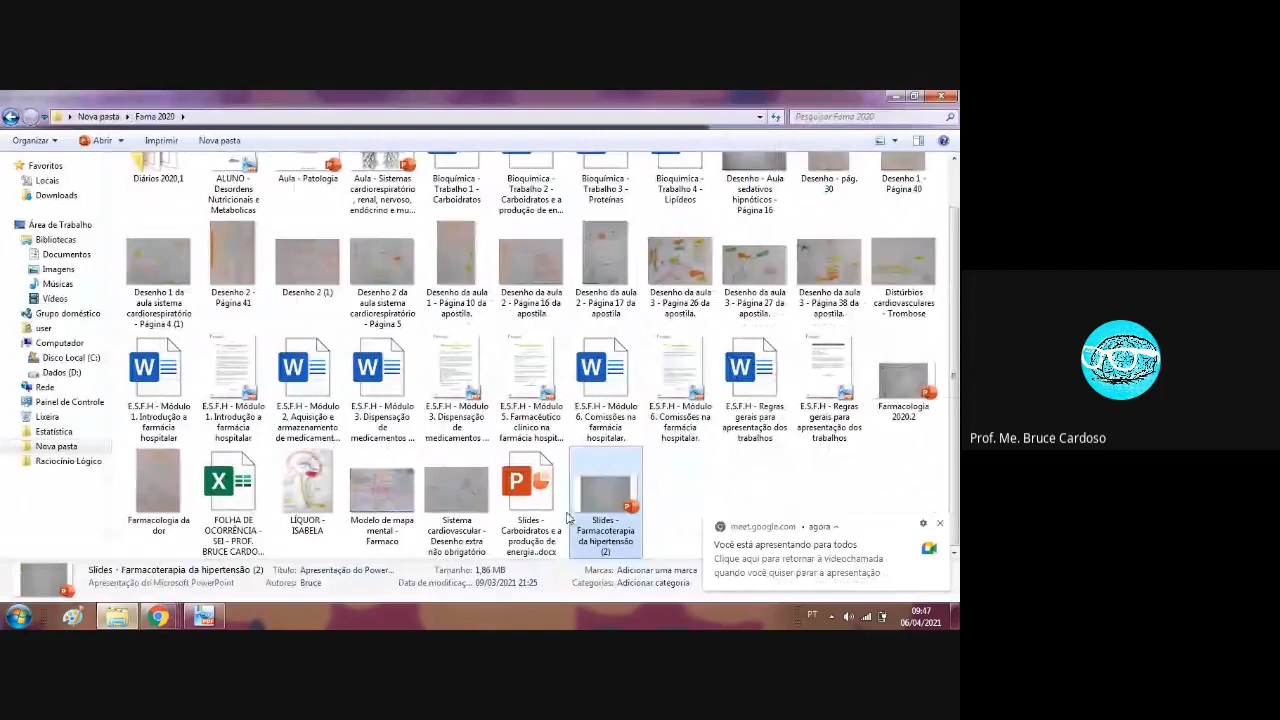 Nova pasta
Fama 2020
Pesquisar Fama 2020
Organizar
Abrir
Imprimir
Nova pasta
Favoritos
Locais
Downloads
Área de Trabalho
Bibliotecas
Documentos
Imagens
Músicas
Vídeos
Grupo doméstico
user
Computador
Disco Local (C:)
Dados (D:)
Rede
Painel de Controle
Lixeira
Estatística
Nova pasta
Raciocínio Lógico
Diários 2020,1
ALUNO -
Desordens
Nutricionais e
Metabolicas
Aula - Patologia
Aula - Sistemas
cardiorespiratório
, renal, nervoso,
endócrino e mu...
Bioquímica -
Trabalho 1 -
Carboidratos
Bioquímica -
Trabalho 2 -
Carboidratos e a
produção de en...
Bioquímica -
Trabalho 3 -
Proteínas
Bioquímica -
Trabalho 4 -
Lipídeos
Desenho - Aula
sedativos
hipnóticos -
Página 16
Desenho - pág.
30
Desenho 1 -
Página 40
Desenho 1 da
aula sistema
cardiorespiratório
- Página 4 (1)
Desenho 2 -
Página 41
Desenho 2 (1)
Desenho 2 da
aula sistema
cardiorespiratório
- Página 5
Desenho da aula
1 - Página 10 da
apostila.
Desenho da aula
2 - Página 16 da
apostila
Desenho da aula
2 - Página 17 da
apostila
Desenho da aula
3 - Página 26 da
apostila.
Desenho da aula
3 - Página 27 da
apostila.
Desenho da aula
3 - Página 38 da
apostila.
Distúrbios
cardiovasculares
- Trombose
E.S.F.H - Módulo
1. Introdução a
farmácia
hospitalar
E.S.F.H - Módulo
1. Introdução a
farmácia
hospitalar
E.S.F.H - Módulo
2, Aquisição e
armazenamento
de medicament...
E.S.F.H - Módulo
3. Dispensação
de
medicamentos ...
E.S.F.H - Módulo
3. Dispensação
de
medicamentos ...
E.S.F.H - Módulo
5. Farmacêutico
clínico na
farmácia hospit...
E.S.F.H - Módulo
6. Comissões na
farmácia
hospitalar.
E.S.F.H - Módulo
6. Comissões na
farmácia
hospitalar.
E.S.F.H - Regras
gerais para
apresentação dos
trabalhos
E.S.F.H - Regras
gerais para
apresentação dos
trabalhos
Farmacologia
2020.2
Farmacologia da
dor
FOLHA DE
OCORRÊNCIA -
SEI - PROF.
BRUCE CARDO...
LÍQUOR -
ISABELA
Modelo de mapa
mental -
Farmaco
Sistema
cardiovascular -
Desenho extra
não obrigatório
Slides -
Carboidratos e a
produção de
energia..docx
Slides -
Farmacoterapia
da hipertensão
(2)
meet.google.com • agora
Você está apresentando para todos
Clique aqui para retornar à videochamada
quando você quiser parar a apresentação
Slides - Farmacoterapia da hipertensão (2)
Apresentação do Microsoft PowerPoint
Título: Apresentação do Power...
Autores: Bruce
Tamanho: 1,86 MB
Data de modificaç... 09/03/2021 21:25
Marcas: Adicionar uma marca
Categorias: Adicionar categoria
PT
09:47
06/04/2021
Prof. Me. Bruce Cardoso